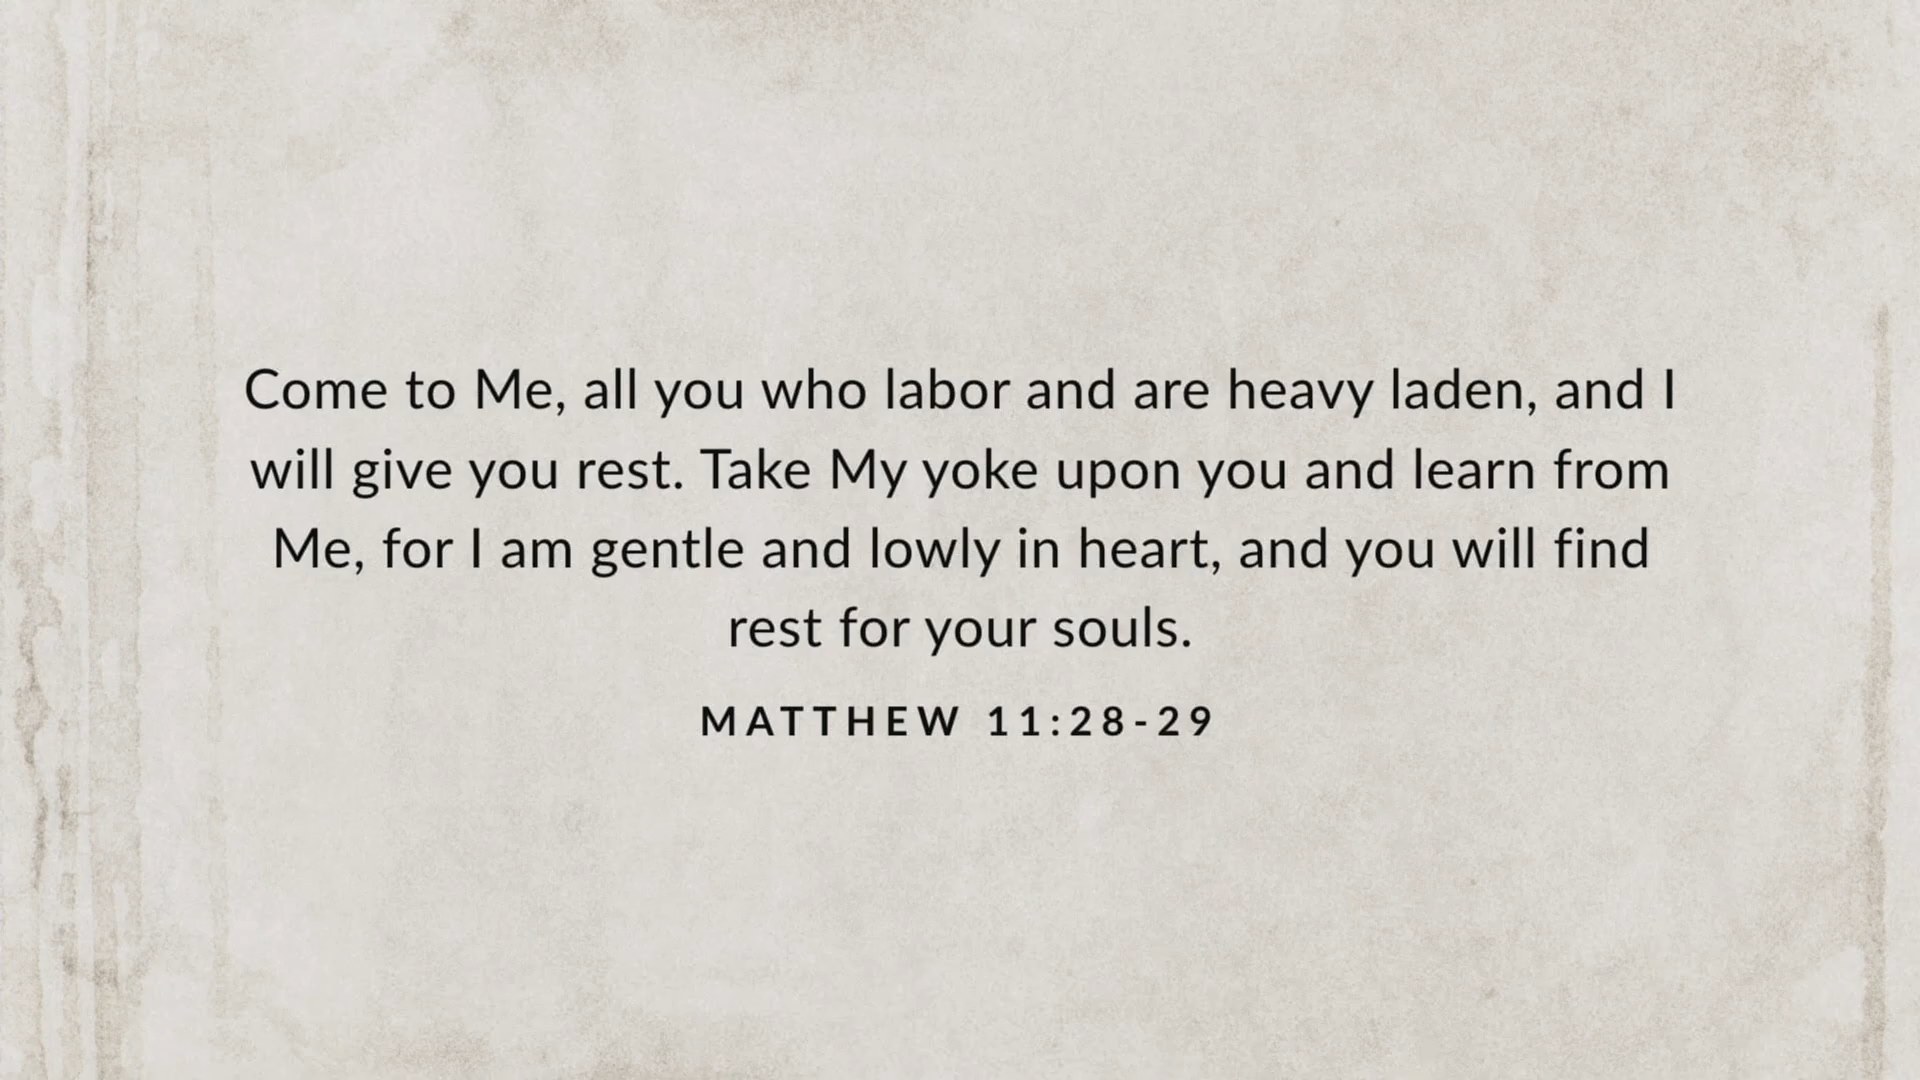 Come to Me, all you who labor and are heavy laden, and I
will give you rest. Take My yoke upon you and learn from
Me, for I am gentle and lowly in heart, and you will find
rest for your souls.
MATTHEW 11:28-29